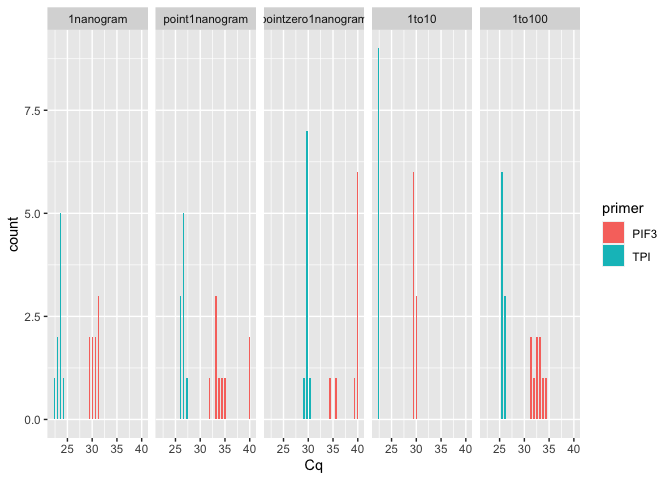 1nanogram
point1nanogram
pointzero1nanogram
1to10
1to100
7.5
5.0
2.5
0.0
count
25 30 35 40
25 30 35 40
25 30 35 40
25 30 35 40
25 30 35 40
Cq
primer
PIF3
TPI